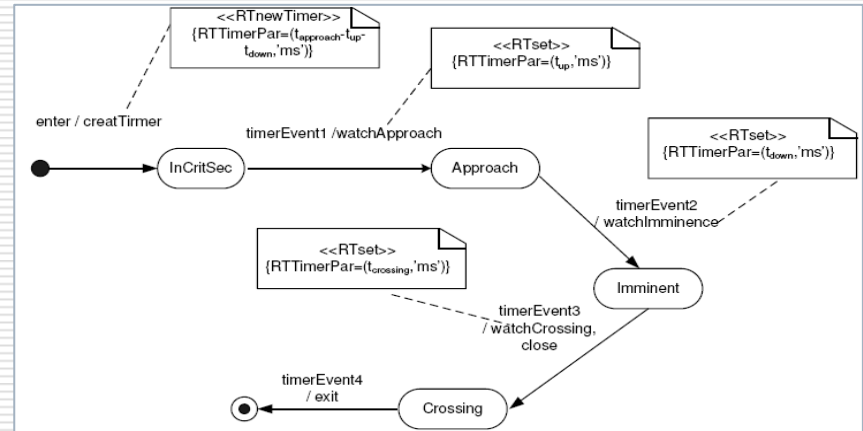 <<RTnewTimer>>
{RTTimerPar=(tapproach-tup-
tdown,'ms')}
<<RTset>>
{RTTimerPar=(tup,'ms')}
enter / creatTirmer
timerEvent1 /watchApproach
<<RTset>>
{RTTimerPar=(tdown,'ms')}
InCritSec
Approach
timerEvent2
/ watchImminence
<<RTset>>
{RTTimerPar=(tcrossing,'ms')}
Imminent
timerEvent3
/ watchCrossing,
close
timerEvent4
/ exit
Crossing